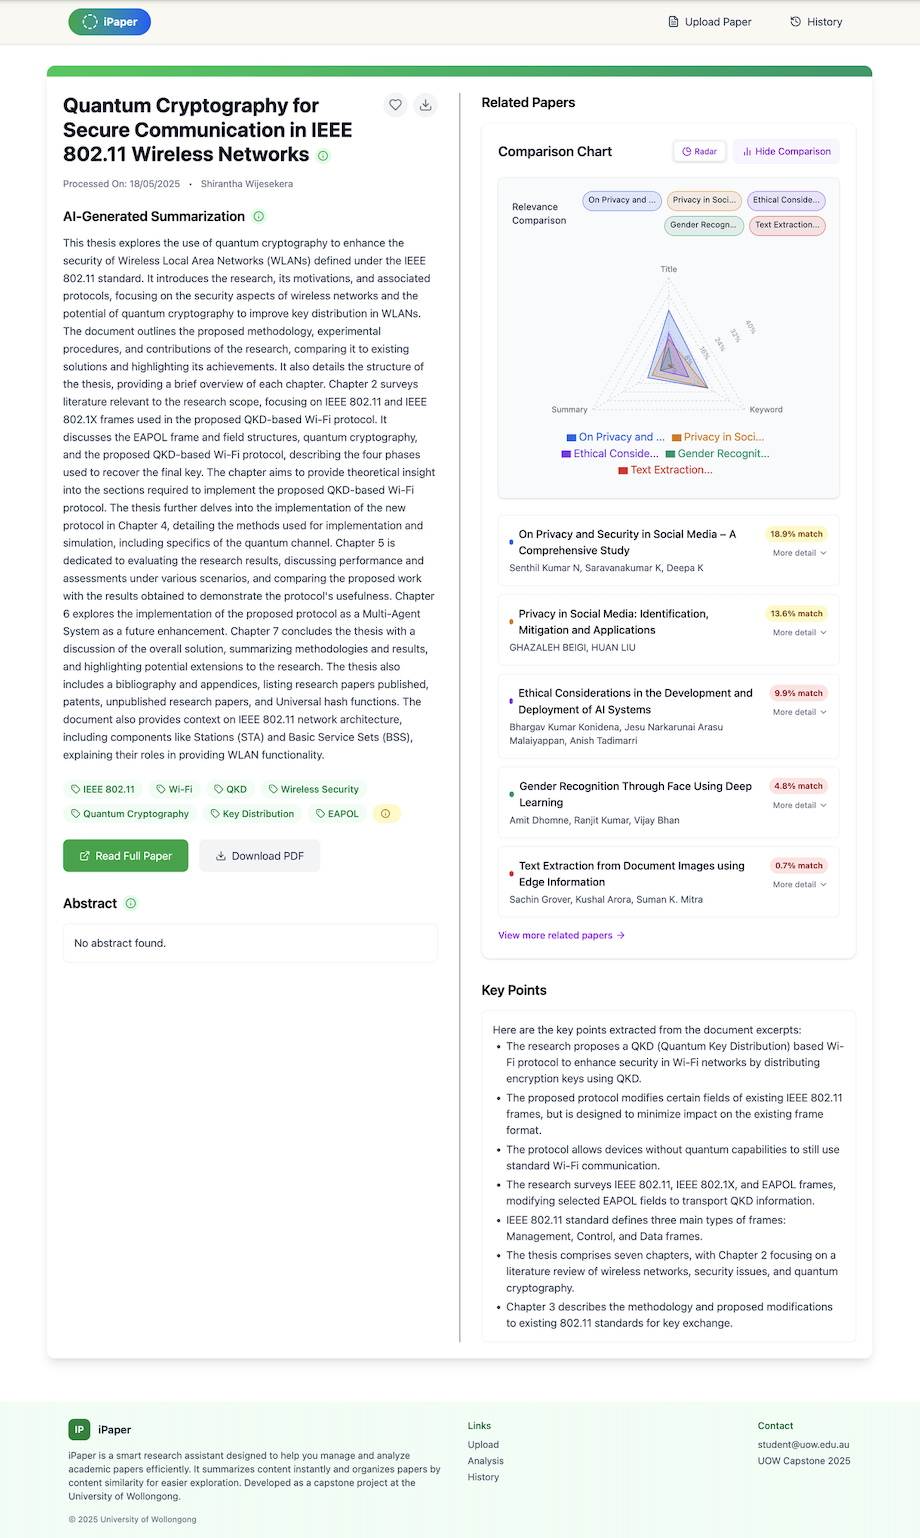 iPaper
Upload Paper
History
Quantum Cryptography for
Secure Communication in IEEE
802.11 Wireless Networks
Processed On: 18/05/2025 • Shirantha Wijesekera
AI-Generated Summarization
This thesis explores the use of quantum cryptography to enhance the
security of Wireless Local Area Networks (WLANs) defined under the IEEE
802.11 standard. It introduces the research, its motivations, and associated
protocols, focusing on the security aspects of wireless networks and the
potential of quantum cryptography to improve key distribution in WLANs.
The document outlines the proposed methodology, experimental
procedures, and contributions of the research, comparing it to existing
solutions and highlighting its achievements. It also details the structure of
the thesis, providing a brief overview of each chapter. Chapter 2 surveys
literature relevant to the research scope, focusing on IEEE 802.11 and IEEE
802.1X frames used in the proposed QKD-based Wi-Fi protocol. It
discusses the EAPOL frame and field structures, quantum cryptography,
and the proposed QKD-based Wi-Fi protocol, describing the four phases
used to recover the final key. The chapter aims to provide theoretical insight
into the sections required to implement the proposed QKD-based Wi-Fi
protocol. The thesis further delves into the implementation of the new
protocol in Chapter 4, detailing the methods used for implementation and
simulation, including specifics of the quantum channel. Chapter 5 is
dedicated to evaluating the research results, discussing performance and
assessments under various scenarios, and comparing the proposed work
with the results obtained to demonstrate the protocol's usefulness. Chapter
6 explores the implementation of the proposed protocol as a Multi-Agent
System as a future enhancement. Chapter 7 concludes the thesis with a
discussion of the overall solution, summarizing methodologies and results,
and highlighting potential extensions to the research. The thesis also
includes a bibliography and appendices, listing research papers published,
patents, unpublished research papers, and Universal hash functions. The
document also provides context on IEEE 802.11 network architecture,
including components like Stations (STA) and Basic Service Sets (BSS),
explaining their roles in providing WLAN functionality.
IEEE 802.11
Wi-Fi
QKD
Wireless Security
Quantum Cryptography
Key Distribution
EAPOL
Read Full Paper
Download PDF
Abstract
No abstract found.
Related Papers
Comparison Chart
Radar
Hide Comparison
Relevance
Comparison
On Privacy and ...
Privacy in Soci...
Ethical Conside...
Gender Recogn...
Text Extraction...
Title
40%
32%
24%
16%
8%
Summary
Keyword
On Privacy and ...
Privacy in Soci...
Ethical Conside...
Gender Recognit...
Text Extraction...
On Privacy and Security in Social Media – A
Comprehensive Study
Senthil Kumar N, Saravanakumar K, Deepa K
18.9% match
More detail
Privacy in Social Media: Identification,
Mitigation and Applications
GHAZALEH BEIGI, HUAN LIU
13.6% match
More detail
Ethical Considerations in the Development and
Deployment of AI Systems
Bhargav Kumar Konidena, Jesu Narkarunai Arasu
Malaiyappan, Anish Tadimarri
9.9% match
More detail
Gender Recognition Through Face Using Deep
Learning
Amit Dhomne, Ranjit Kumar, Vijay Bhan
4.8% match
More detail
Text Extraction from Document Images using
Edge Information
Sachin Grover, Kushal Arora, Suman K. Mitra
0.7% match
More detail
View more related papers →
Key Points
Here are the key points extracted from the document excerpts:
• The research proposes a QKD (Quantum Key Distribution) based Wi-
Fi protocol to enhance security in Wi-Fi networks by distributing
encryption keys using QKD.
• The proposed protocol modifies certain fields of existing IEEE 802.11
frames, but is designed to minimize impact on the existing frame
format.
• The protocol allows devices without quantum capabilities to still use
standard Wi-Fi communication.
• The research surveys IEEE 802.11, IEEE 802.1X, and EAPOL frames,
modifying selected EAPOL fields to transport QKD information.
• IEEE 802.11 standard defines three main types of frames:
Management, Control, and Data frames.
• The thesis comprises seven chapters, with Chapter 2 focusing on a
literature review of wireless networks, security issues, and quantum
cryptography.
• Chapter 3 describes the methodology and proposed modifications
to existing 802.11 standards for key exchange.
IP iPaper
iPaper is a smart research assistant designed to help you manage and analyze
academic papers efficiently. It summarizes content instantly and organizes papers by
content similarity for easier exploration. Developed as a capstone project at the
University of Wollongong.
© 2025 University of Wollongong
Links
Upload
Analysis
History
Contact
student@uow.edu.au
UOW Capstone 2025